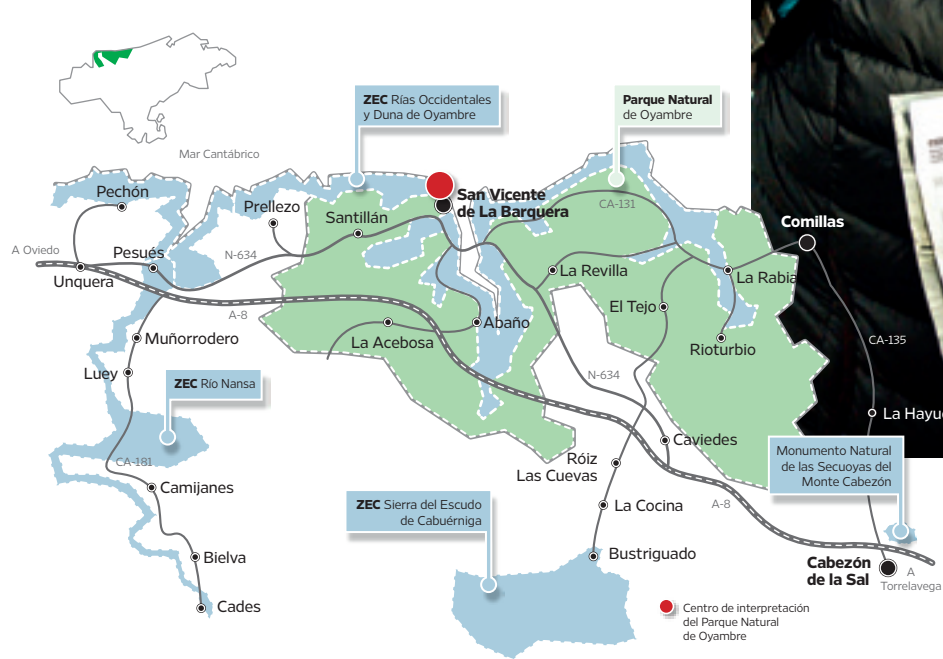 ZEC Rías Occidentales
y Duna de Oyambre
Parque Natural
de Oyambre
Mar Cantábrico
Pechón
Prellezo
Santillán
San Vicente
de La Barquera
CA-131
Comillas
A Oviedo
Pesués
N-634
Unquera
La Revilla
La Rabia
A-8
El Tejo
Abaño
La Acebosa
Muñorrodero
Rioturbio
CA-135
Luey
ZEC Río Nansa
N-634
La Hayue
Caviedes
CA-181
Róiz
Las Cuevas
Monumento Natural
de las Secuoyas del
Monte Cabezón
Camijanes
ZEC Sierra del Escudo
de Cabuérniga
La Cocina
A-8
Bielva
Bustriguado
Cabezón
de la Sal
A
Torrelavega
Cades
Centro de interpretación
del Parque Natural
de Oyambre